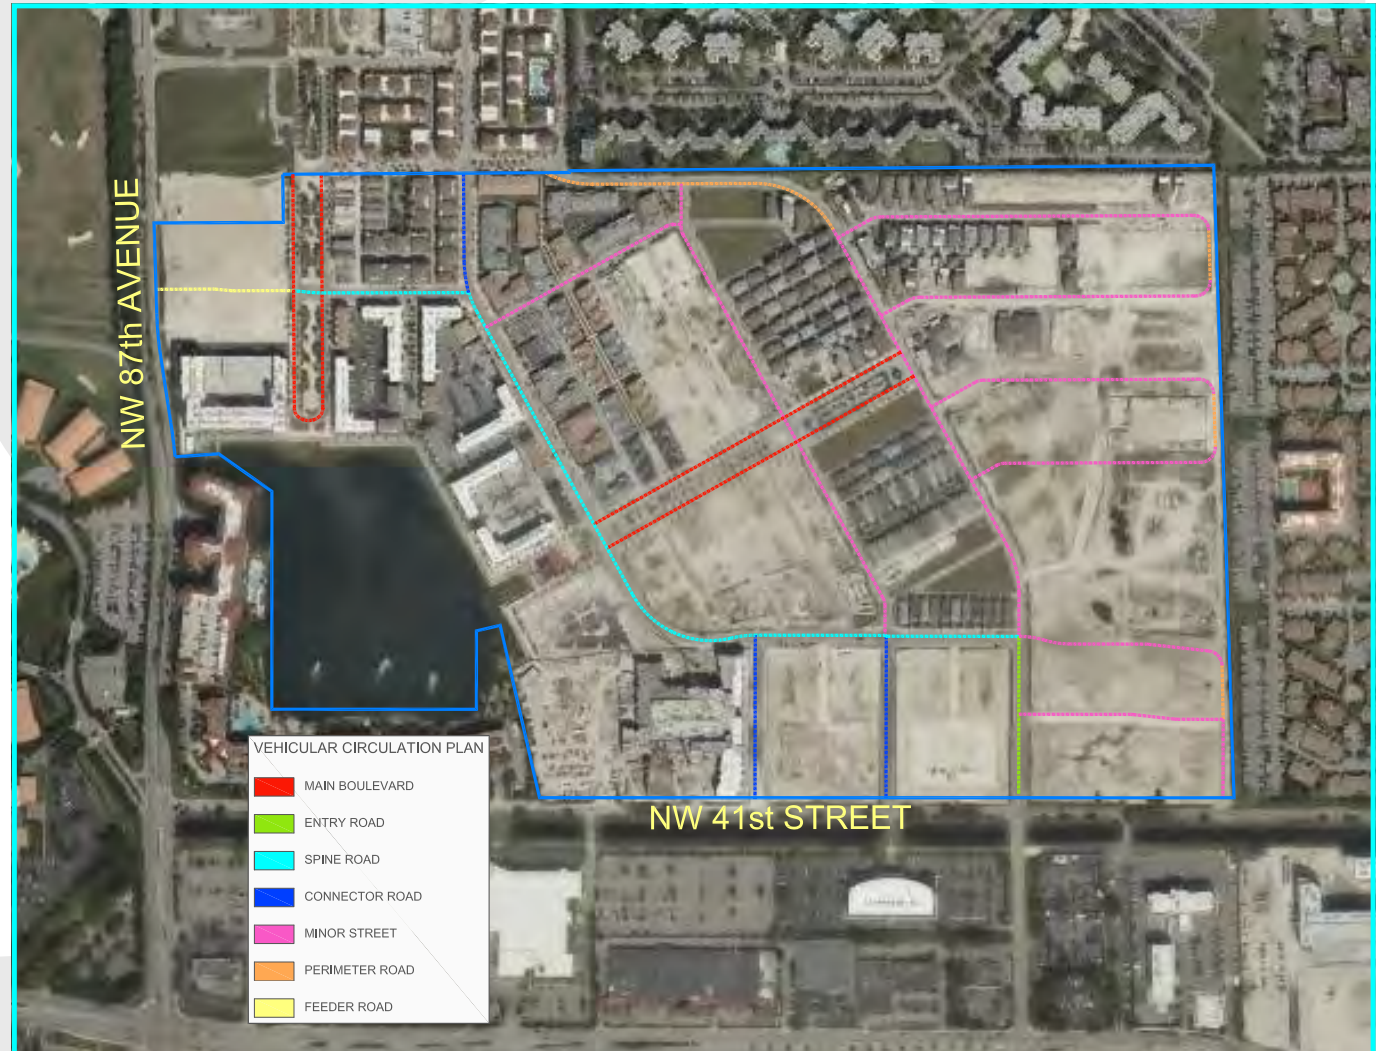 NW 87th AVENUE
NW 41st STREET
VEHICULAR CIRCULATION PLAN
MAIN BOULEVARD
ENTRY ROAD
SPINE ROAD
CONNECTOR ROAD
MINOR STREET
PERIMETER ROAD
FEEDER ROAD